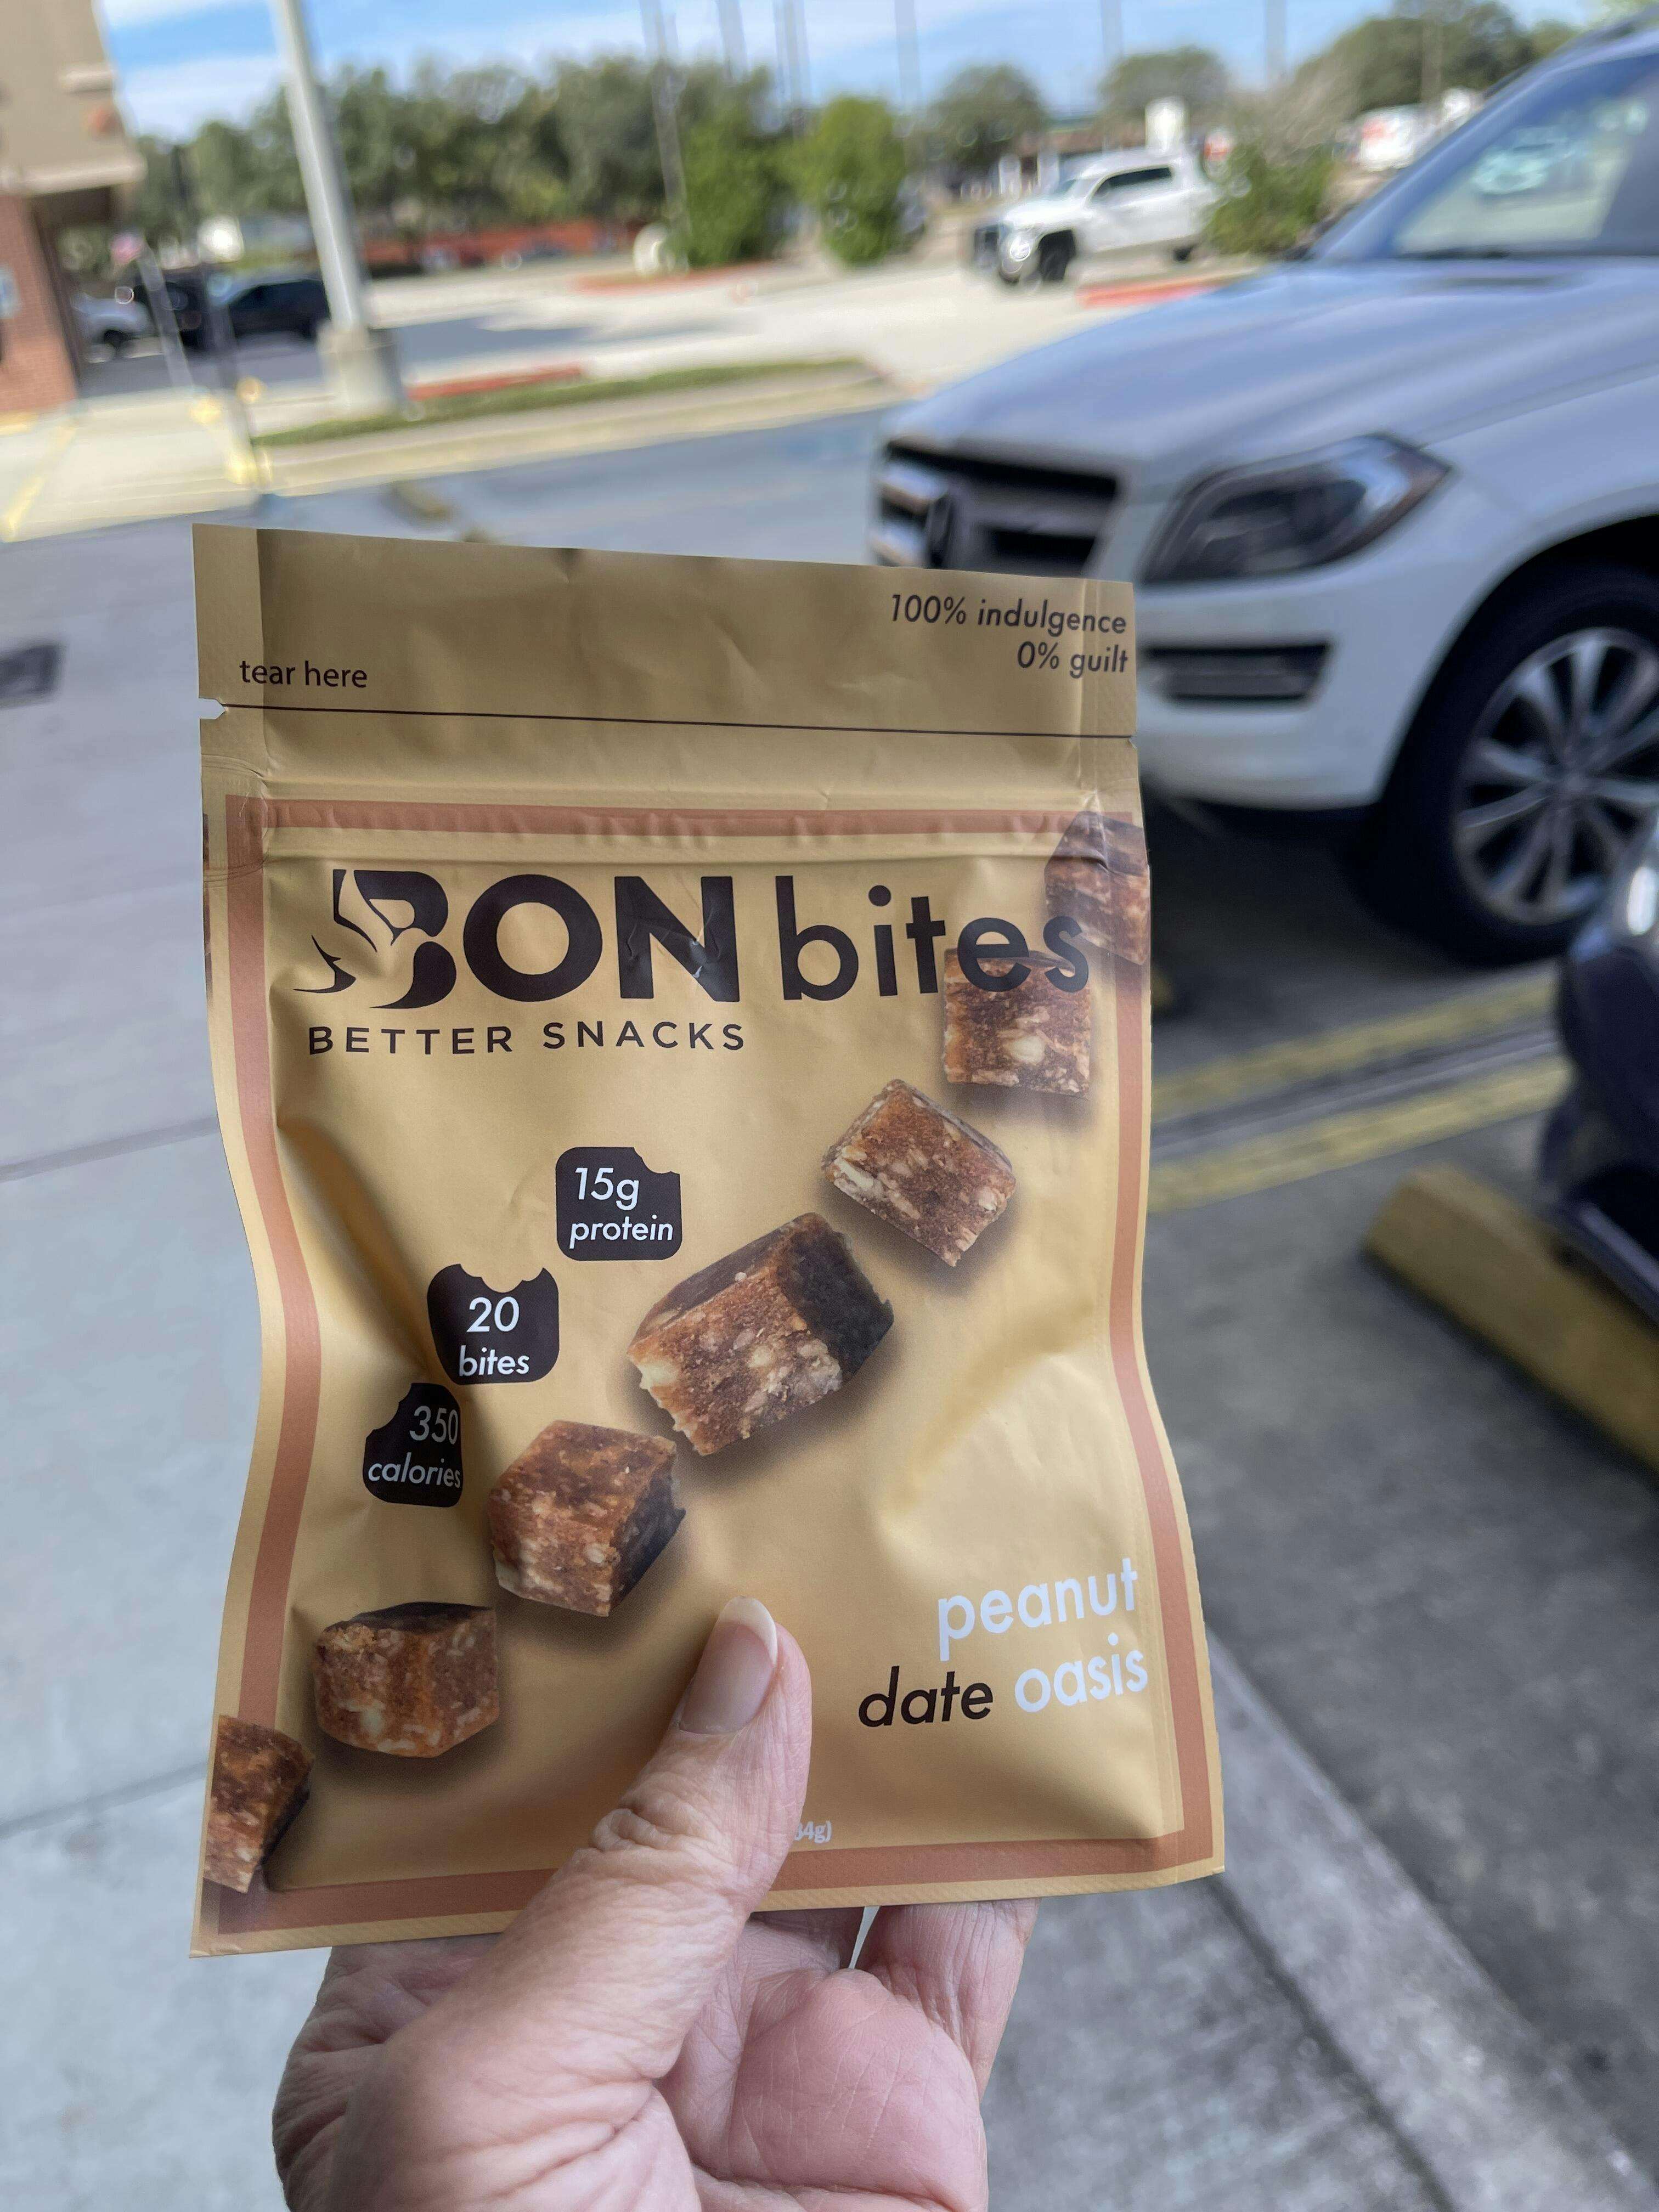 100% indulgence
0% guilt
tear here
BON bites
BETTER SNACKS
15g
protein
20
bites
350
calories
peanut
date oasis